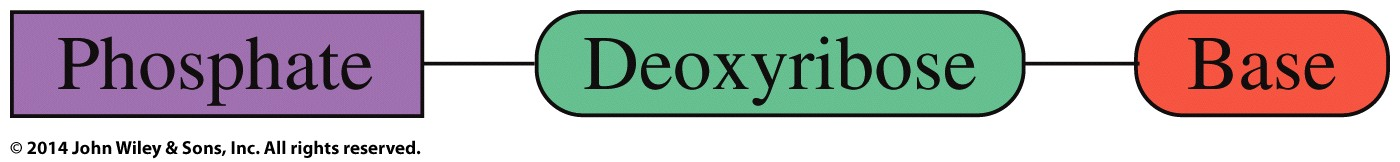 Phosphate Deoxyribose Base
© 2014 John Wiley & Sons, Inc. All rights reserved.